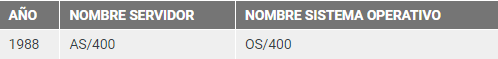 AÑO NOMBRE SERVIDOR NOMBRE SISTEMA OPERATIVO
1988 AS/400 OS/400